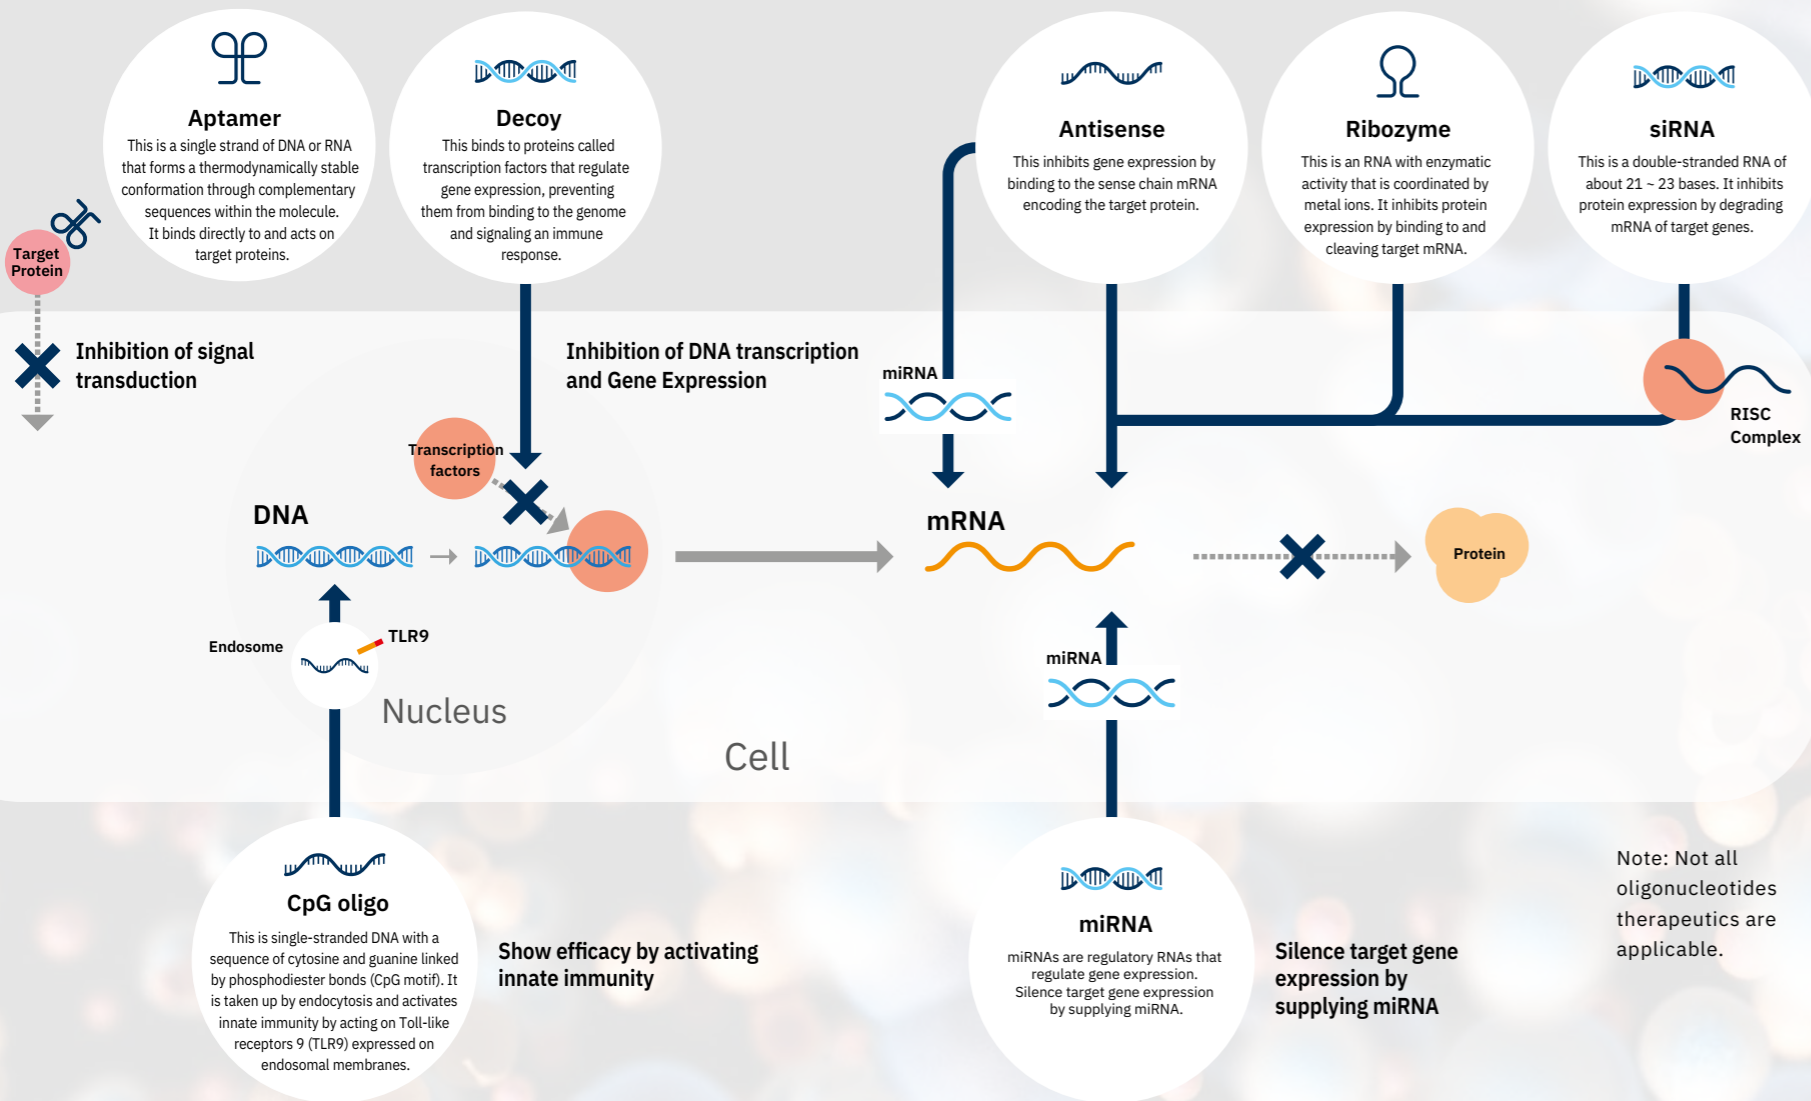 Aptamer
This is a single strand of DNA or RNA
that forms a thermodynamically stable
conformation through complementary
sequences within the molecule.
It binds directly to and acts on
target proteins.
Decoy
This binds to proteins called
transcription factors that regulate
gene expression, preventing
them from binding to the genome
and signaling an immune
response.
Antisense
This inhibits gene expression by
binding to the sense chain mRNA
encoding the target protein.
Ribozyme
This is an RNA with enzymatic
activity that is coordinated by
metal ions. It inhibits protein
expression by binding to and
cleaving target mRNA.
siRNA
This is a double-stranded RNA of
about 21 ~ 23 bases. It inhibits
protein expression by degrading
mRNA of target genes.
Target
Protein
Inhibition of signal
transduction
Inhibition of DNA transcription
and Gene Expression
miRNA
RISC
Complex
Transcription
factors
DNA
mRNA
Protein
Endosome
TLR9
miRNA
Nucleus
Cell
CpG oligo
This is single-stranded DNA with a
sequence of cytosine and guanine linked
by phosphodiester bonds (CpG motif). It
is taken up by endocytosis and activates
innate immunity by acting on Toll-like
receptors 9 (TLR9) expressed on
endosomal membranes.
Show efficacy by activating
innate immunity
miRNA
miRNAs are regulatory RNAs that
regulate gene expression.
Silence target gene expression
by supplying miRNA.
Silence target gene
expression by
supplying miRNA
Note: Not all
oligonucleotides
therapeutics are
applicable.